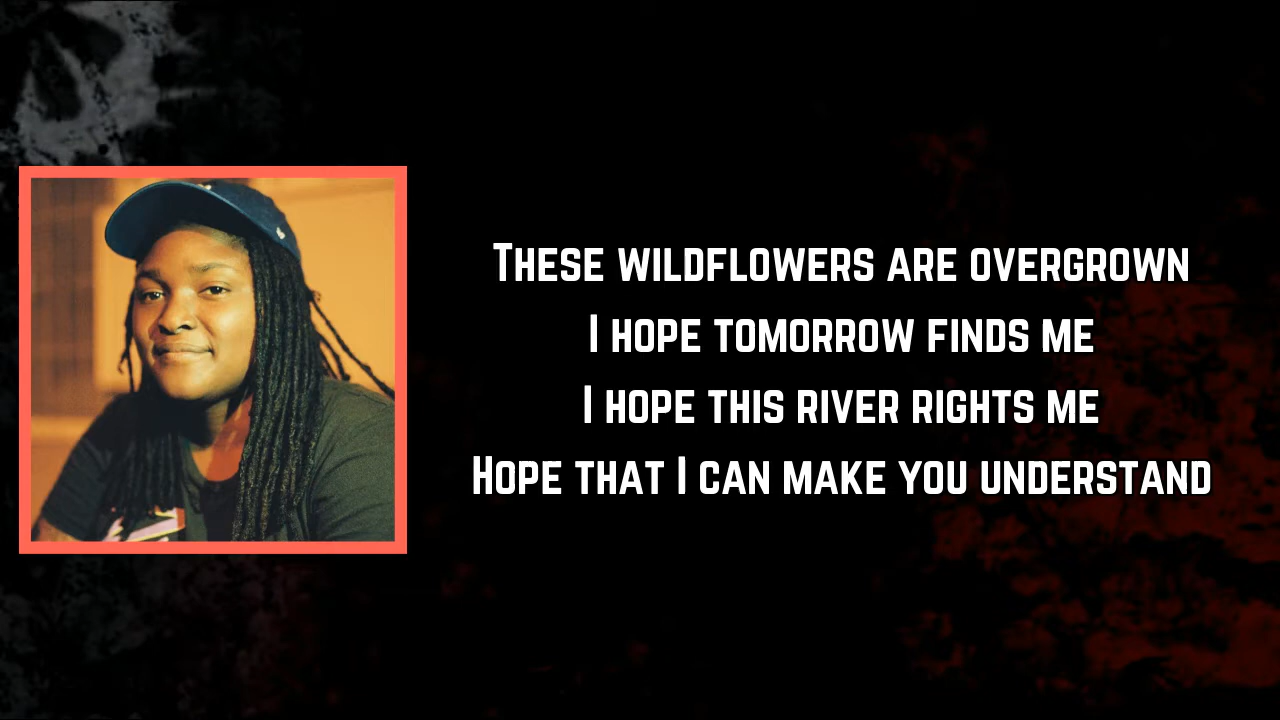 These wildflowers are overgrown
I hope tomorrow finds me
I hope this river rights me
Hope that I can make you understand